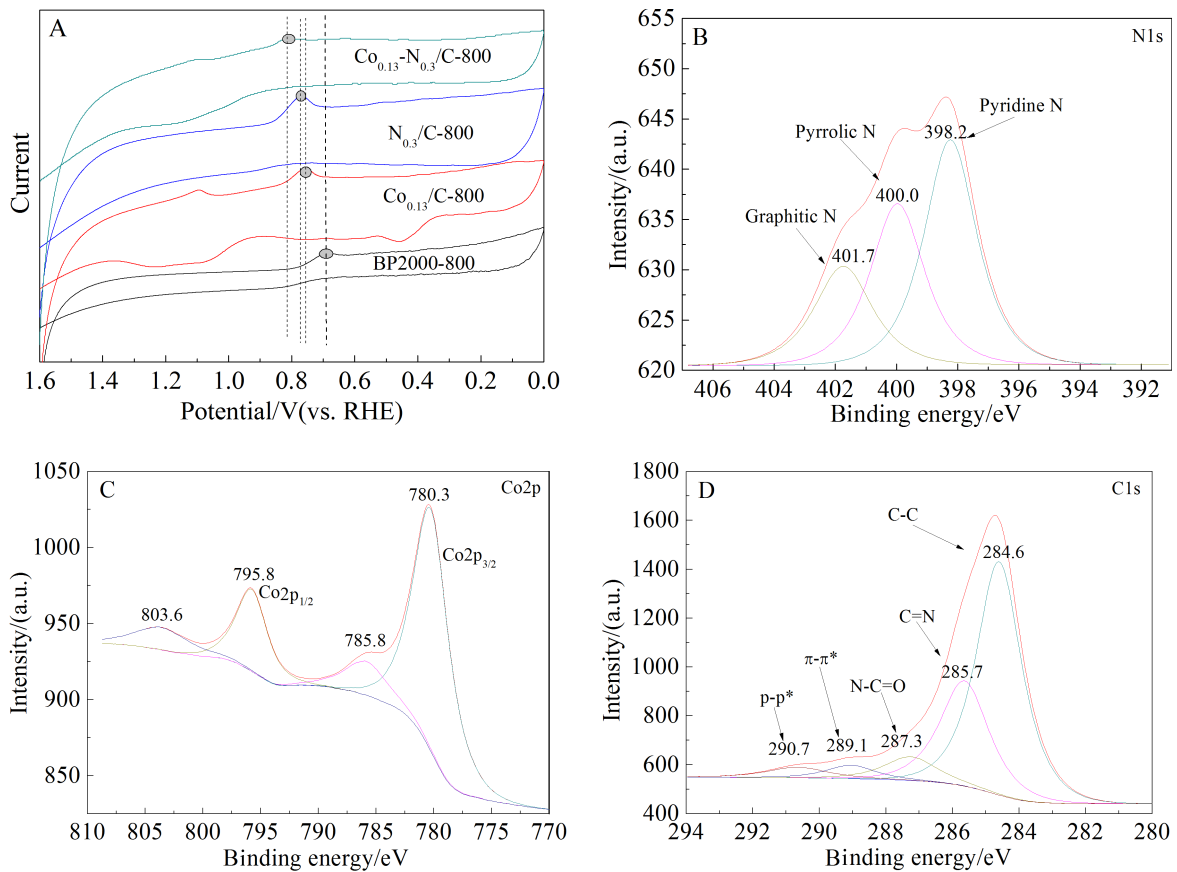 A
Co0.13-N0.3/C-800
N0.3/C-800
Co0.13/C-800
BP2000-800
Current
1.6 1.4 1.2 1.0 0.8 0.6 0.4 0.2 0.0
Potential/V(vs. RHE)
B
N1s
655
650
645
640
635
630
625
620
Pyridine N
398.2
Pyrrolic N
400.0
Graphitic N
401.7
Intensity/(a.u.)
406 404 402 400 398 396 394 392
Binding energy/eV
C
Co2p
1050
1000
950
900
850
780.3
Co2p3/2
795.8
Co2p1/2
803.6
785.8
Intensity/(a.u.)
810 805 800 795 790 785 780 775 770
Binding energy/eV
D
C1s
1800
1600
1400
1200
1000
800
600
400
C-C
284.6
C=N
285.7
π-π*
N-C=O
p-p*
290.7
289.1
287.3
Intensity/(a.u.)
294 292 290 288 286 284 282 280
Binding energy/eV